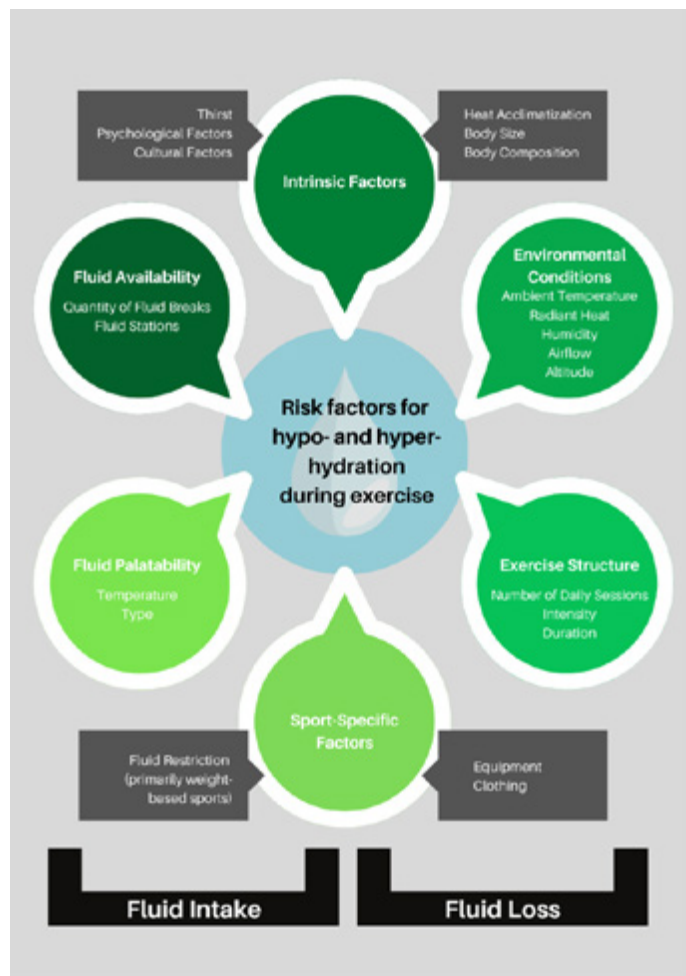 Thirst
Psychological Factors
Cultural Factors
Heat Acclimatization
Body Size
Body Composition
Intrinsic Factors
Fluid Availability
Quantity of Fluid Breaks
Fluid Stations
Environmental
Conditions
Ambient Temperature
Radiant Heat
Humidity
Airflow
Altitude
Risk factors for
hypo- and hyper-
hydration
during exercise
Fluid Palatability
Temperature
Type
Exercise Structure
Number of Daily Sessions
Intensity
Duration
Sport-Specific
Factors
Fluid Restriction
(primarily weight-
based sports)
Equipment
Clothing
Fluid Intake
Fluid Loss